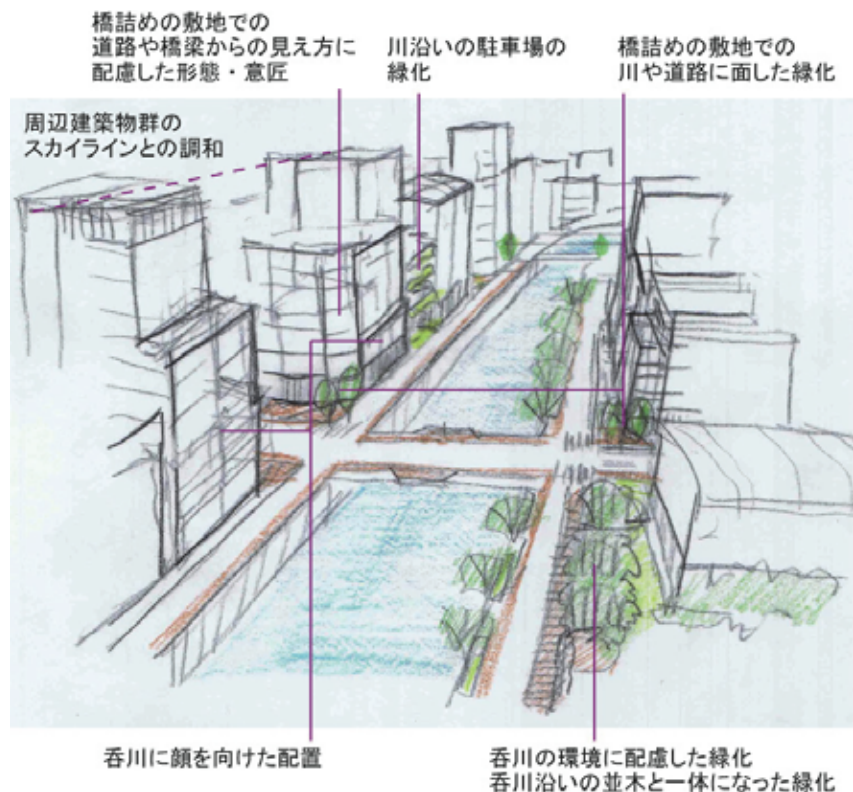 橋詰めの敷地での
道路や橋梁からの見え方に
配慮した形態・意匠
川沿いの駐車場の
緑化
橋詰めの敷地での
川や道路に面した緑化
周辺建築物群の
スカイラインとの調和
呑川に顔を向けた配置
呑川の環境に配慮した緑化
呑川沿いの並木と一体になった緑化